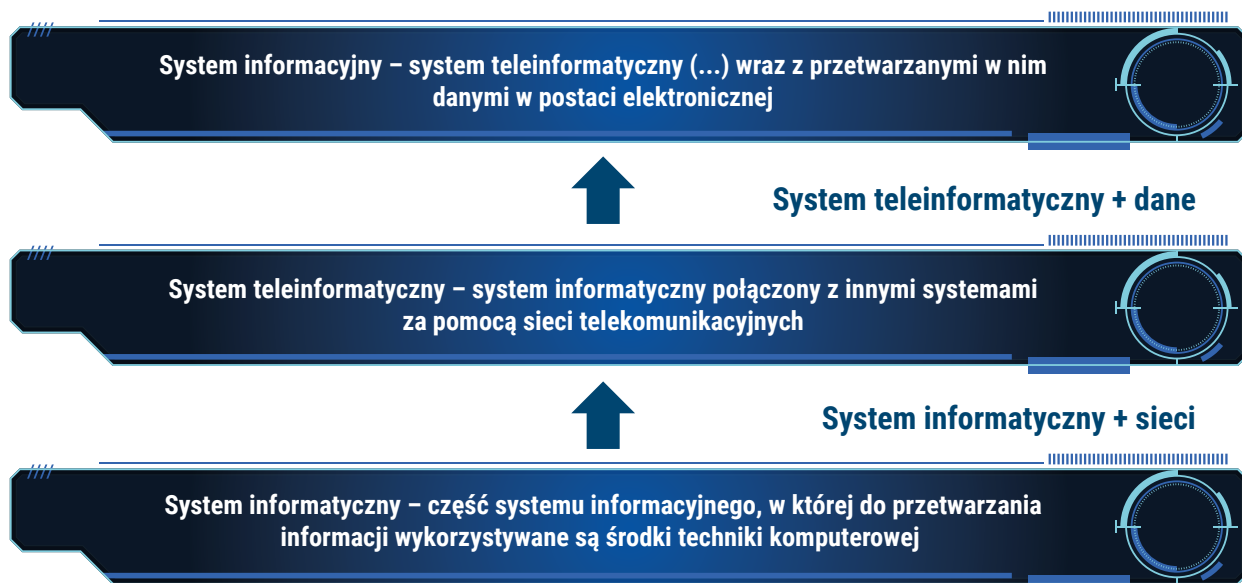 System informacyjny – system teleinformatyczny (...) wraz z przetwarzanymi w nim
danymi w postaci elektronicznej
System teleinformatyczny + dane
System teleinformatyczny – system informatyczny połączony z innymi systemami
za pomocą sieci telekomunikacyjnych
System informatyczny + sieci
System informatyczny – część systemu informacyjnego, w której do przetwarzania
informacji wykorzystywane są środki techniki komputerowej